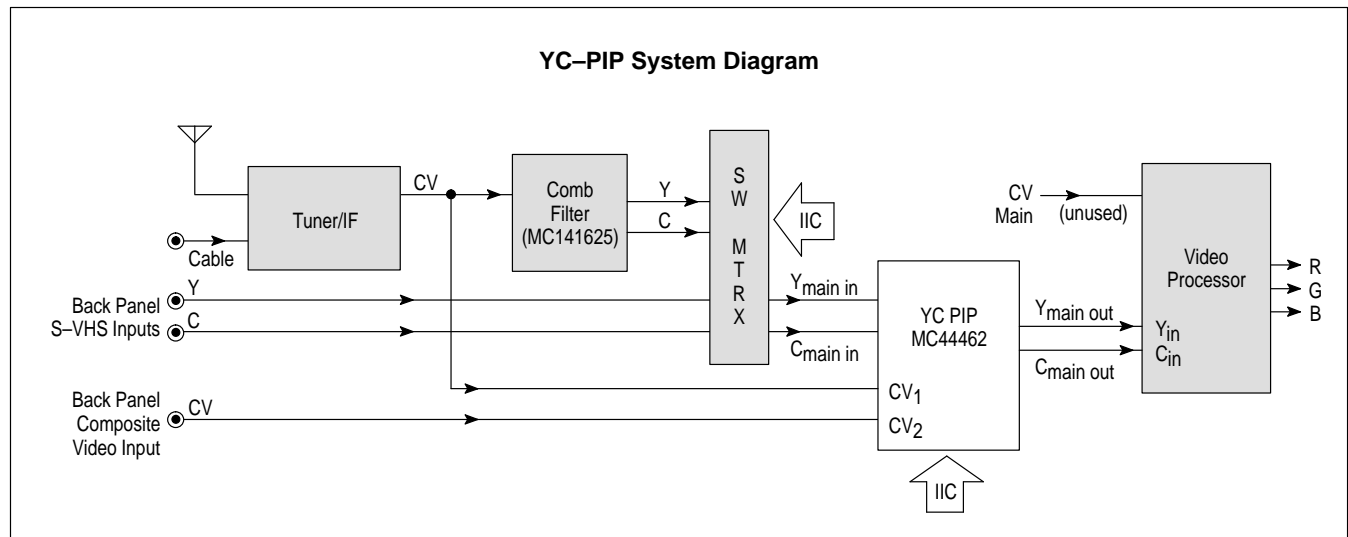 YC–PIP System Diagram
Tuner/IF
CV
Cable
Comb
Filter
(MC141625)
Y
C
S
W
M
T
R
X
IIC
Back Panel
S–VHS Inputs
Y
C
Ymain in
Cmain in
Back Panel
Composite
Video Input
CV
YC PIP
MC44462
CV1
CV2
IIC
Ymain out
Cmain out
CV
Main
(unused)
Video
Processor
Yin
Cin
R
G
B